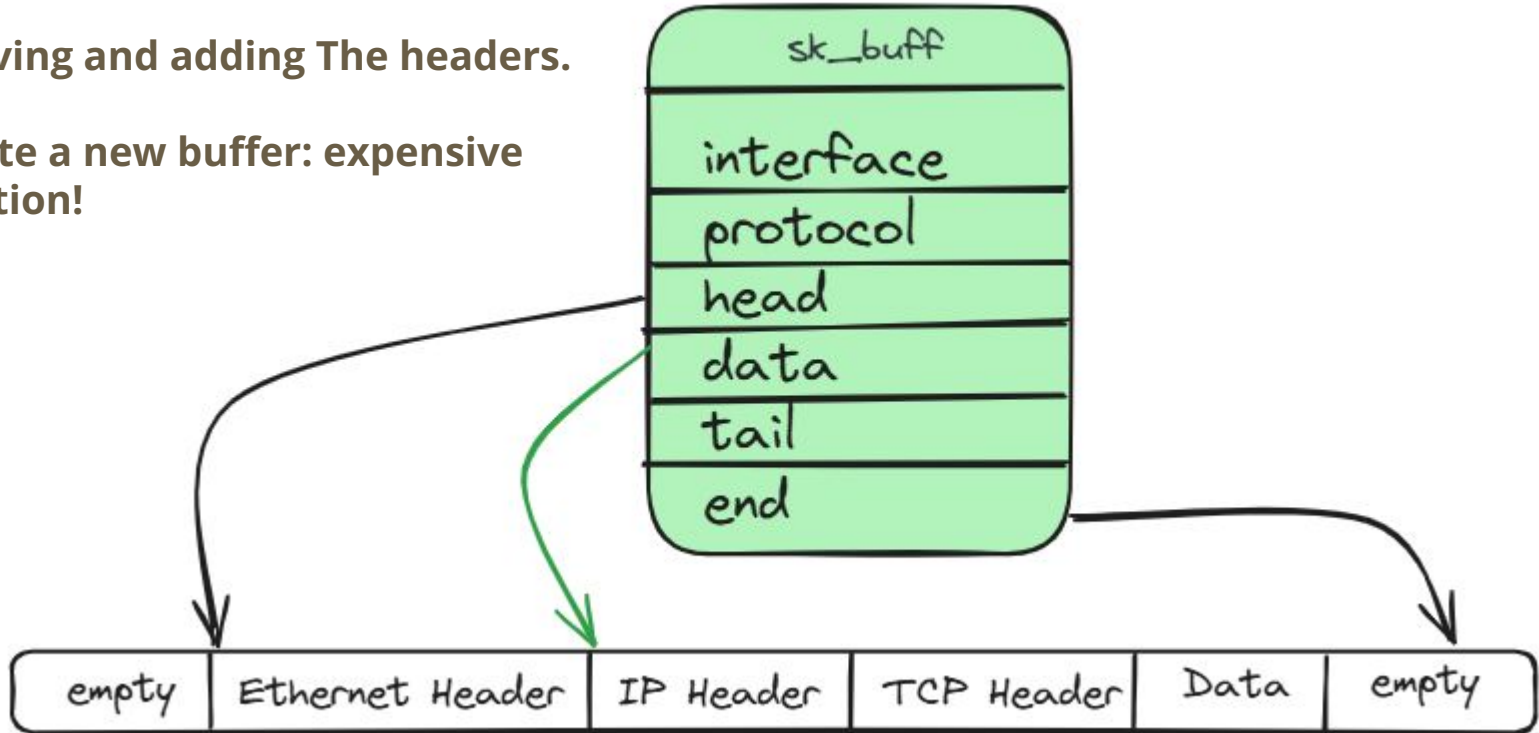 ving and adding The headers.
te a new buffer: expensive
tion!
sk_buff
interface
protocol
head
data
tail
end
empty Ethernet Header IP Header TCP Header Data empty